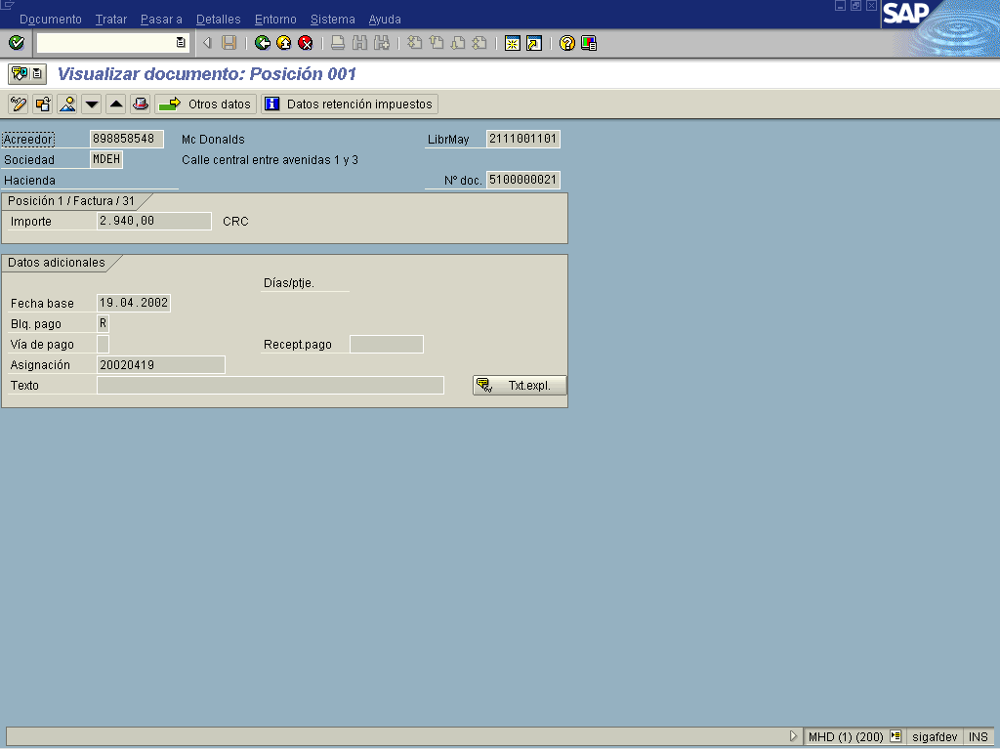 Documento Tratar Pasar a Detalles Entorno Sistema Ayuda
SAP
Visualizar documento: Posición 001
Otros datos Datos retención impuestos
Acreedor 898858548 Mc Donalds LibrMay 2111001101
Sociedad MDEH Calle central entre avenidas 1 y 3
Hacienda Nº doc. 5100000021
Posición 1 / Factura / 31
Importe 2.940,00 CRC
Datos adicionales
Días/ptje.
Fecha base 19.04.2002
Blq. pago R
Vía de pago Recept.pago
Asignación 20020419
Texto Txt.expl.
MHD (1) (200) sigafdev INS